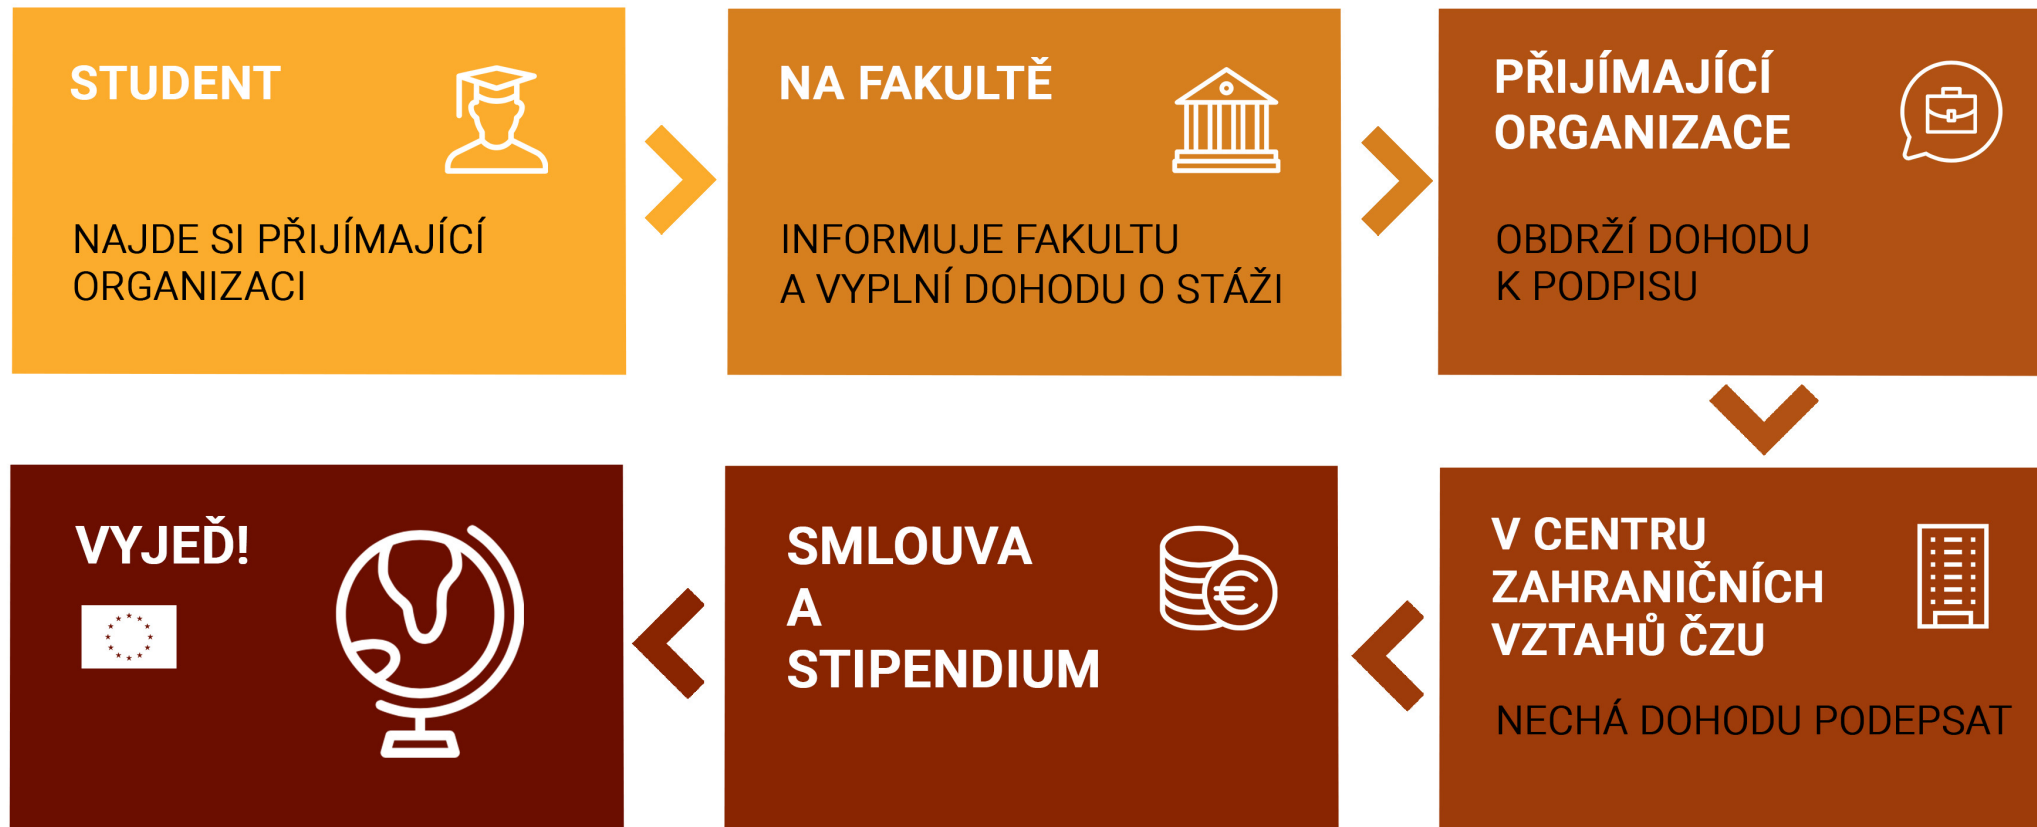 STUDENT
NAJDE SI PŘIJÍMAJÍCÍ
ORGANIZACI
NA FAKULTĚ
INFORMUJE FAKULTU
A VYPLNÍ DOHODU O STÁŽI
PŘIJÍMAJÍCÍ
ORGANIZACE
OBDRŽÍ DOHODU
K PODPISU
V CENTRU
ZAHRANIČNÍCH
VZTAHŮ ČZU
NECHÁ DOHODU PODEPSAT
SMLOUVA
A
STIPENDIUM
VYJEĎ!